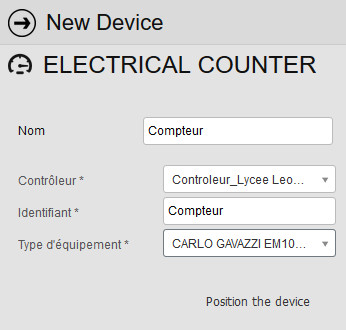 New Device
ELECTRICAL COUNTER
Nom Compteur
Contrôleur * Controleur_Lycee Leo...
Identifiant * Compteur
Type d'équipement * CARLO GAVAZZI EM10...
Position the device